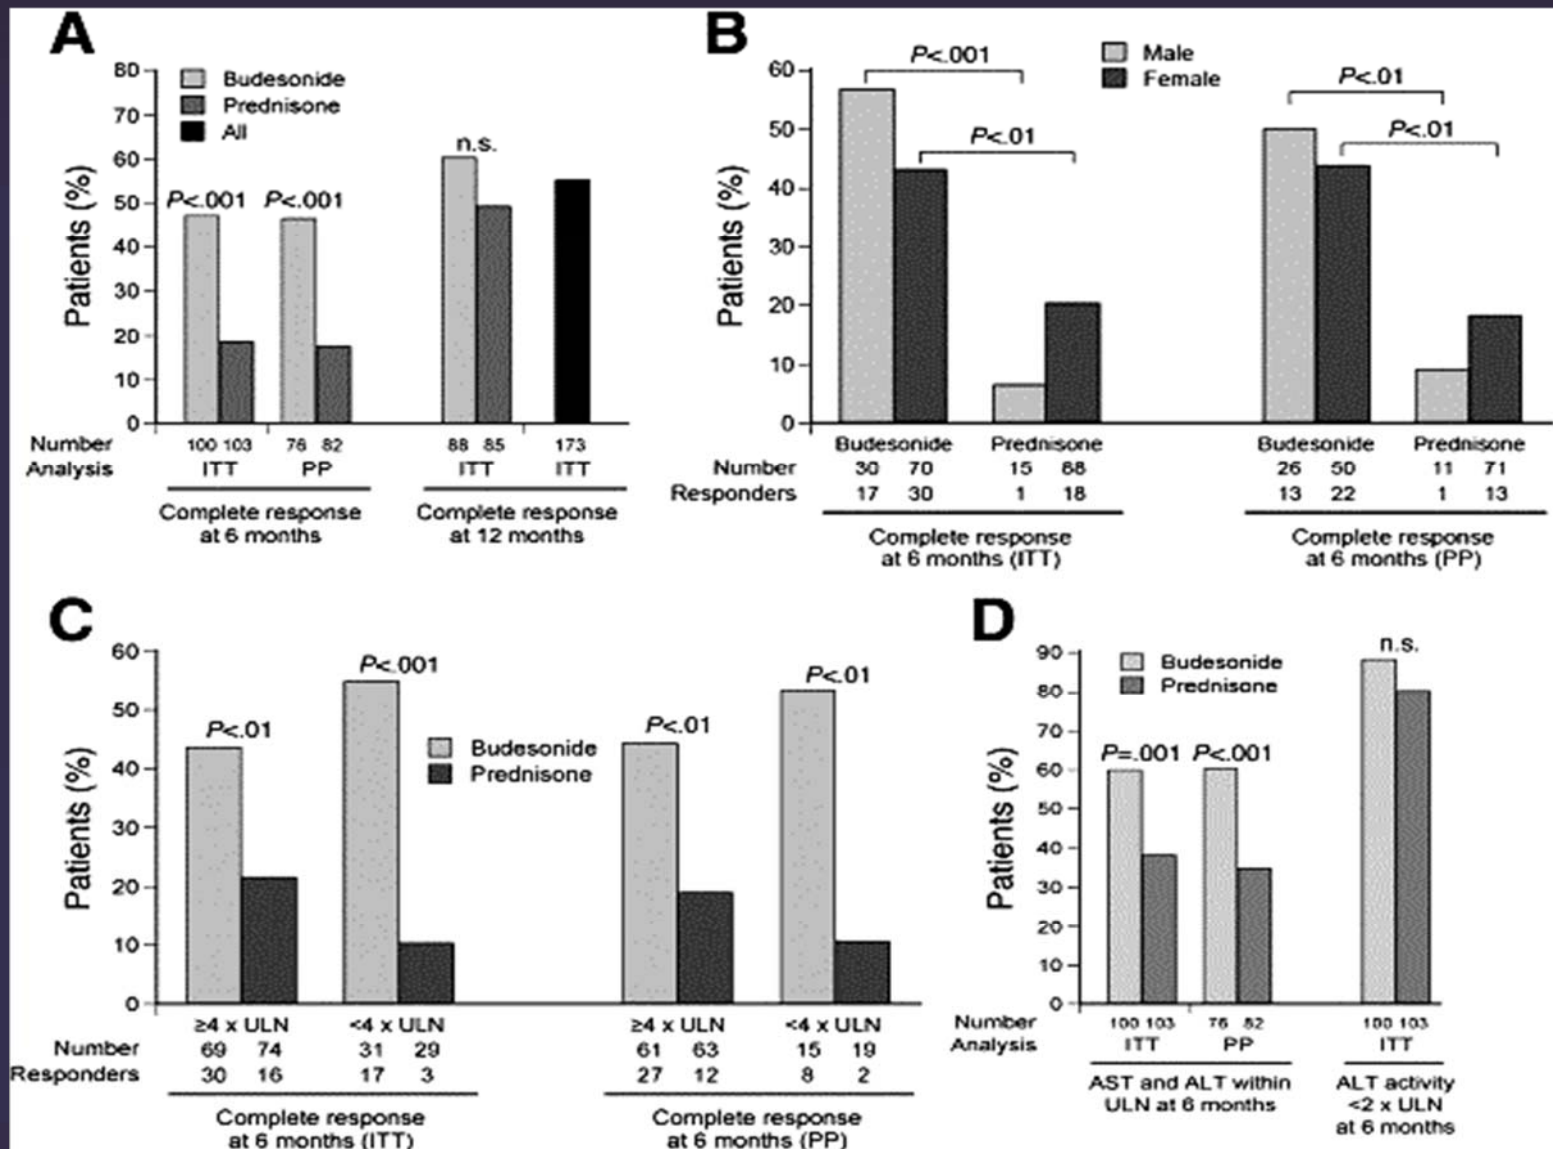 A
80
70
60
50
40
30
20
10
0
Patients (%)
Budesonide
Prednisone
All
P<.001 P<.001
n.s.
Number 100 103 76 82 88 85 173
Analysis ITT PP ITT ITT
Complete response
at 6 months
Complete response
at 12 months
B
60
50
40
30
20
10
0
Patients (%)
Male
Female
P<.001
P<.01
P<.01
P<.01
Budesonide Prednisone Budesonide Prednisone
Number 30 70 15 88 26 50 11 71
Responders 17 30 1 18 13 22 1 13
Complete response
at 6 months (ITT)
Complete response
at 6 months (PP)
C
60
50
40
30
20
10
0
Patients (%)
P<.01
P<.001
Budesonide
Prednisone
P<.01
P<.01
≥4 x ULN <4 x ULN ≥4 x ULN <4 x ULN
Number 69 74 31 29 61 63 15 19
Responders 30 16 17 3 27 12 8 2
Complete response
at 6 months (ITT)
Complete response
at 6 months (PP)
D
90
80
70
60
50
40
30
20
10
0
Patients (%)
Budesonide
Prednisone
P=.001 P<.001
n.s.
Number 100 103 76 82 100 103
Analysis ITT PP ITT
AST and ALT within
ULN at 6 months
ALT activity
<2 x ULN
at 6 months